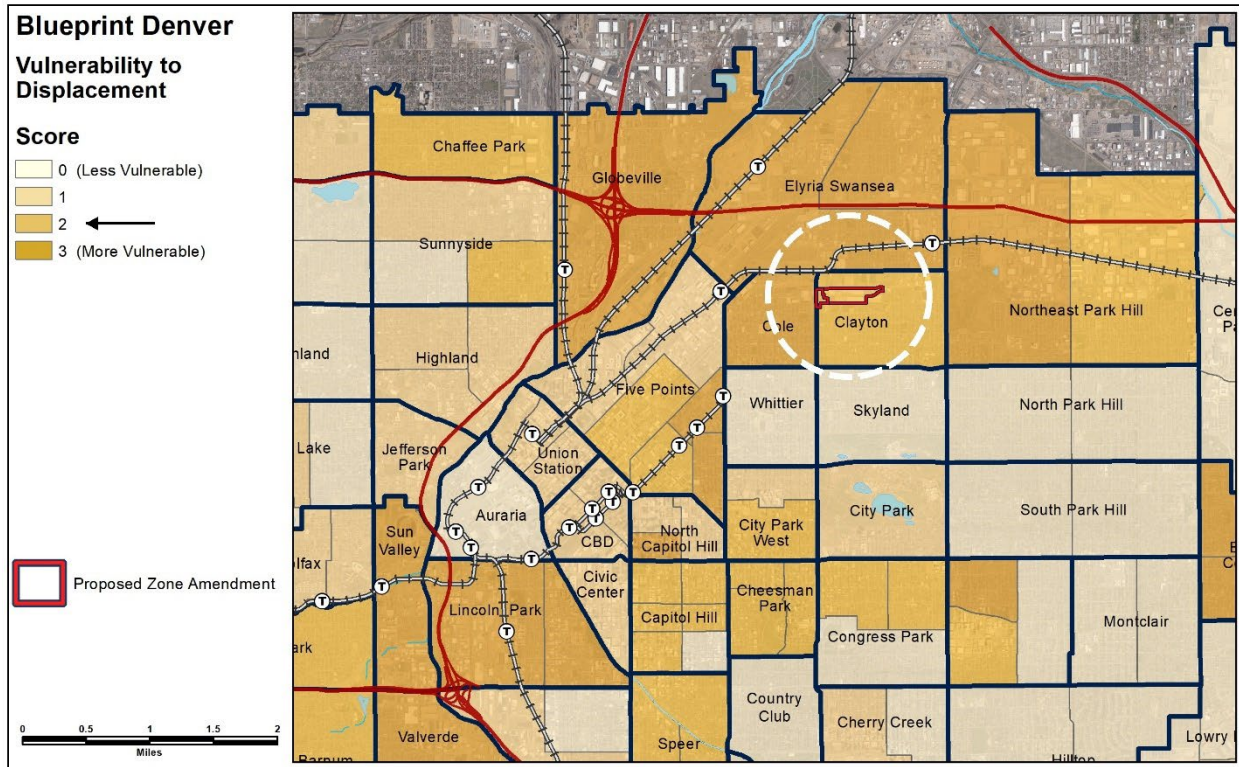 Blueprint Denver
Vulnerability to
Displacement
Score
0 (Less Vulnerable)
1
2
3 (More Vulnerable)
Proposed Zone Amendment
0 0.5 1 1.5 2
Miles
Chaffee Park
Globeville
Elyria Swansea
Sunnyside
T
T
T
T
Northeast Park Hill
Cole
Clayton
Highland
nland
Five Points
Whittier
Skyland
North Park Hill
T
Lake
Jefferson
Park
Union
Station
T
T
T
T
Auraria
City Park
South Park Hill
Sun
Valley
CBD
North
Capitol Hill
City Park
West
T
T
T
T
T
T
T
T
olfax
Civic
Center
Cheesman
Park
Lincoln Park
Capitol Hill
T
T
T
Congress Park
Montclair
ark
Country
Club
Cherry Creek
Valverde
Speer
Lowry
Barnum
Hilltop